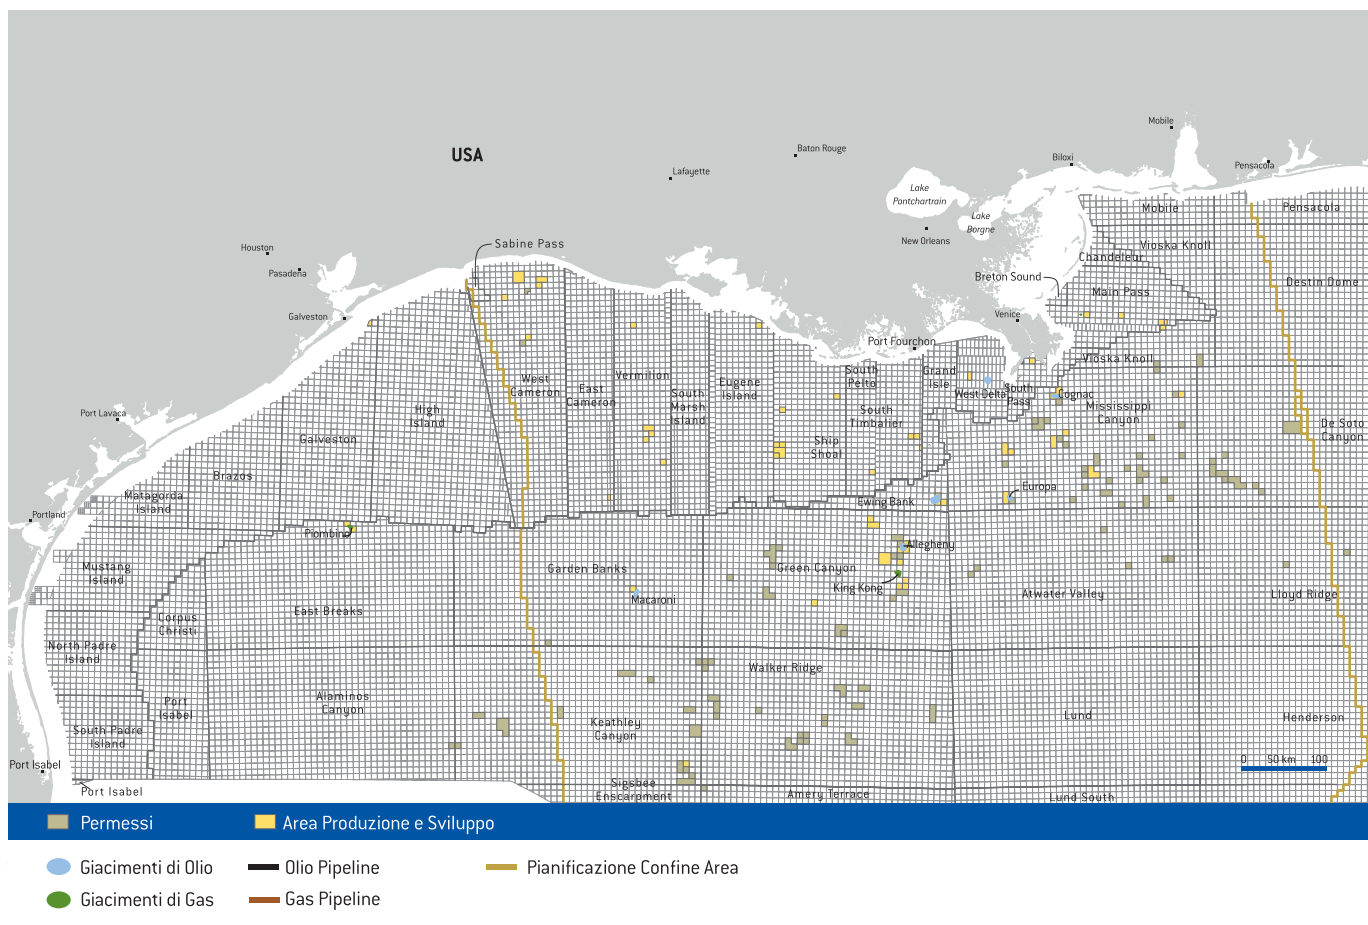 Mobile
Baton Rouge
USA
Biloxi
Pensacola
Lafayette
Lake
Pontchartrain
Lake
Borgne
Mobile
Pensacola
New Orleans
Houston
Sabine Pass
Vioska Knoll
Chandeleur
Pasadena
Breton Sound
Destin Dome
Main Pass
Galveston
Venice
Port Fourchon
Vioska Knoll
South
Pelto
Grand
Isle
Vermilion
West
Cameron
East
Cameron
Eugene
Island
South
Marsh
Island
West Delta
South
Pass
Cognac
Mississippi
Canyon
Port Lavaca
High
Island
South
Timbalier
De Soto
Canyon
Galveston
Ship
Shoal
Brazos
Europa
Matagorda
Island
Ewing Bank
Portland
Piombino
Allegheny
Mustang
Island
Garden Banks
Green Canyon
King Kong
Macaroni
Atwater Valley
Lloyd Ridge
East Breaks
Corpus
Christi
North Padre
Island
Walker Ridge
Alaminos
Canyon
Port
Isabel
Keathley
Canyon
Lund
Henderson
South Padre
Island
Port Isabel
0 50 km 100
Port Isabel
Sigsbee
Enscarpment
Amery Terrace
Lund South
Permessi
Area Produzione e Sviluppo
Giacimenti di Olio
Olio Pipeline
Pianificazione Confine Area
Giacimenti di Gas
Gas Pipeline